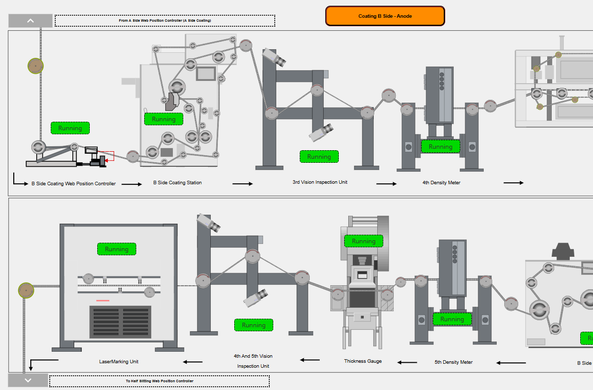 From A Side Web Position Controller (A Side Coating)
Coating B Side - Anode
Running
Running
Running
Running
B Side Coating Web Position Controller
B Side Coating Station
3rd Vision Inspection Unit
4th Density Meter
Running
Running
Running
Running
LaserMarking Unit
4th And 5th Vision
Inspection Unit
Thickness Gauge
5th Density Meter
B Side
To Half Slitting Web Position Controller